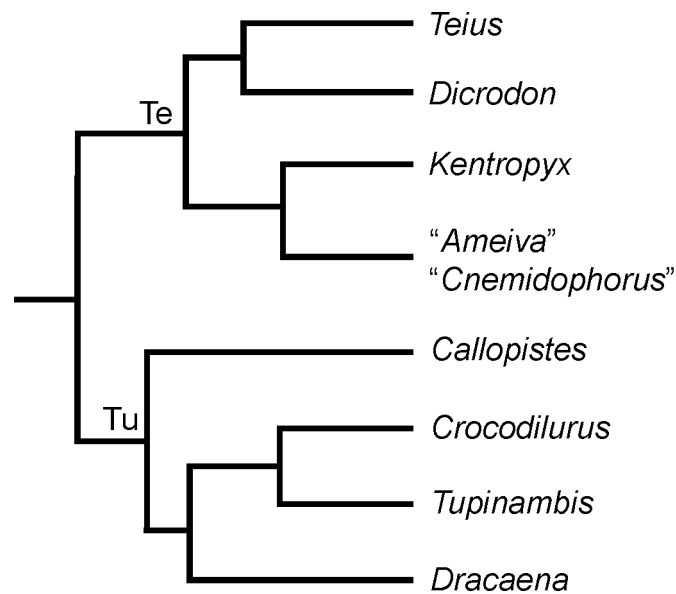 Teius
Te
Dicrodon
Kentropyx
“Ameiva”
“Cnemidophorus”
Callopistes
Tu
Crocodilurus
Tupinambis
Dracaena